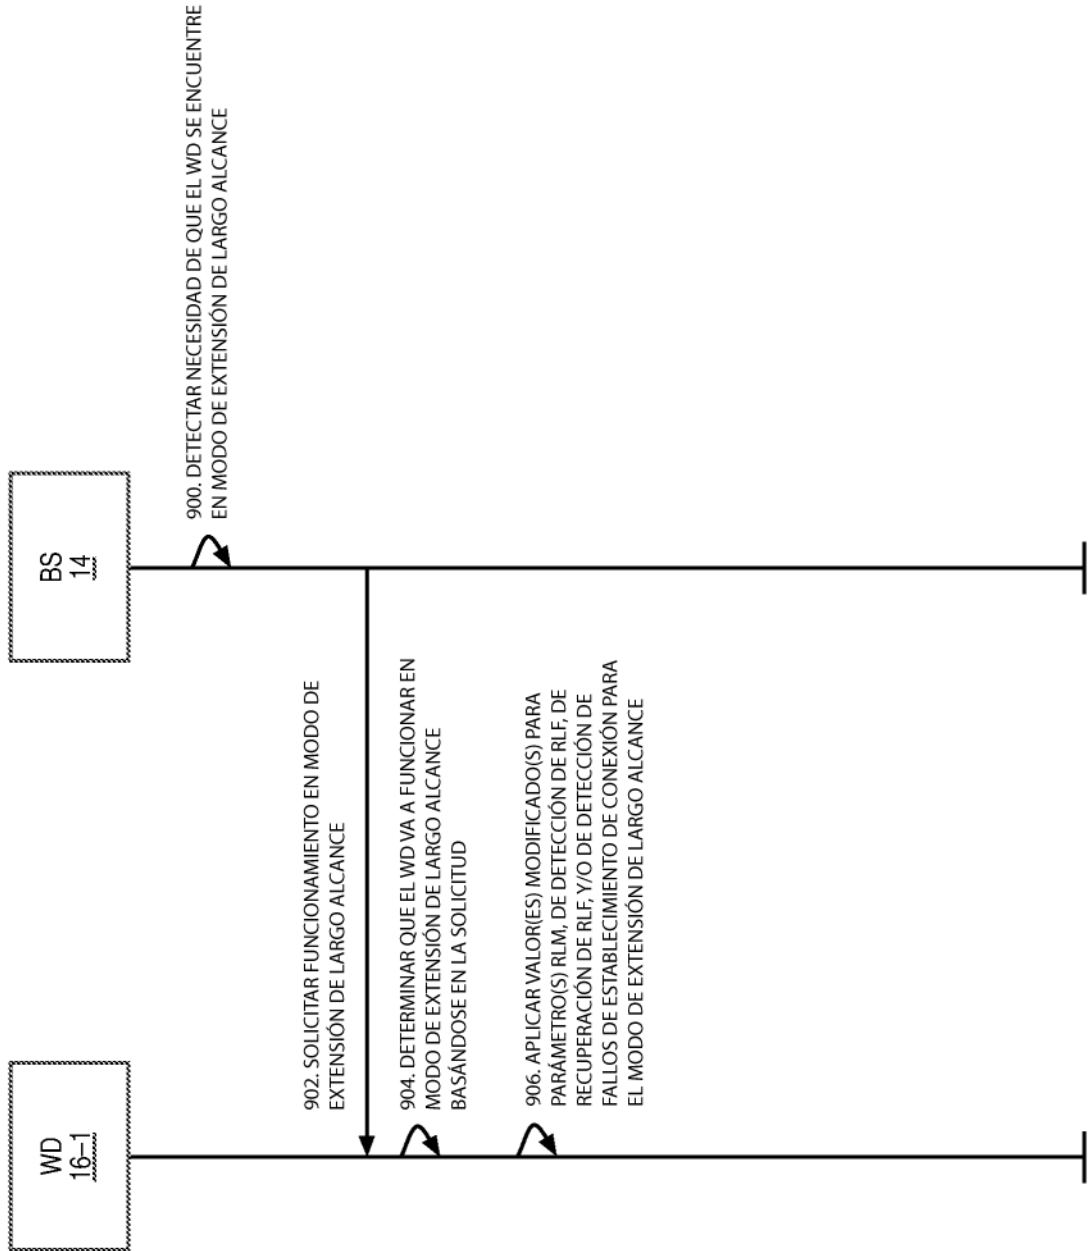 WD
16–1
BS
14
900. DETECTAR NECESIDAD DE QUE EL WD SE ENCUENTRE
EN MODO DE EXTENSIÓN DE LARGO ALCANCE
902. SOLICITAR FUNCIONAMIENTO EN MODO DE
EXTENSIÓN DE LARGO ALCANCE
904. DETERMINAR QUE EL WD VA A FUNCIONAR EN
MODO DE EXTENSIÓN DE LARGO ALCANCE
BASÁNDOSE EN LA SOLICITUD
906. APLICAR VALOR(ES) MODIFICADO(S) PARA
PARÁMETRO(S) RLM, DE DETECCIÓN DE RLF, DE
RECUPERACIÓN DE RLF, Y/O DE DETECCIÓN DE
FALLOS DE ESTABLECIMIENTO DE CONEXIÓN PARA
EL MODO DE EXTENSIÓN DE LARGO ALCANCE